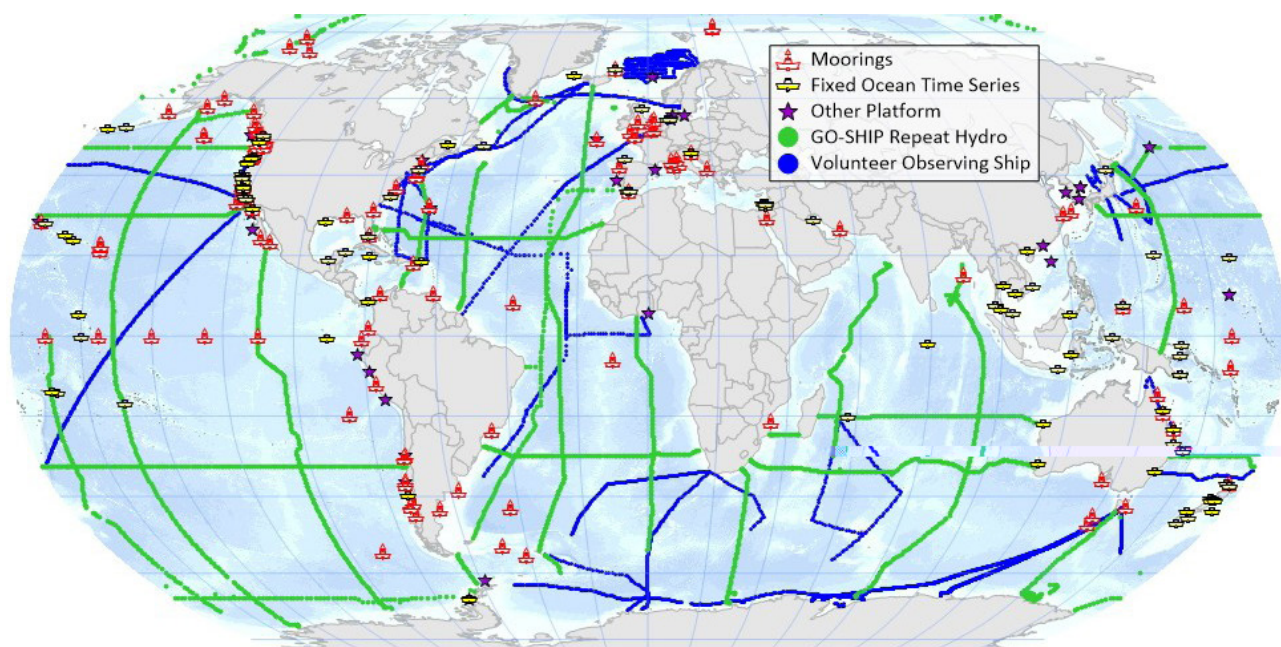 Moorings
Fixed Ocean Time Series
Other Platform
GO-SHIP Repeat Hydro
Volunteer Observing Ship